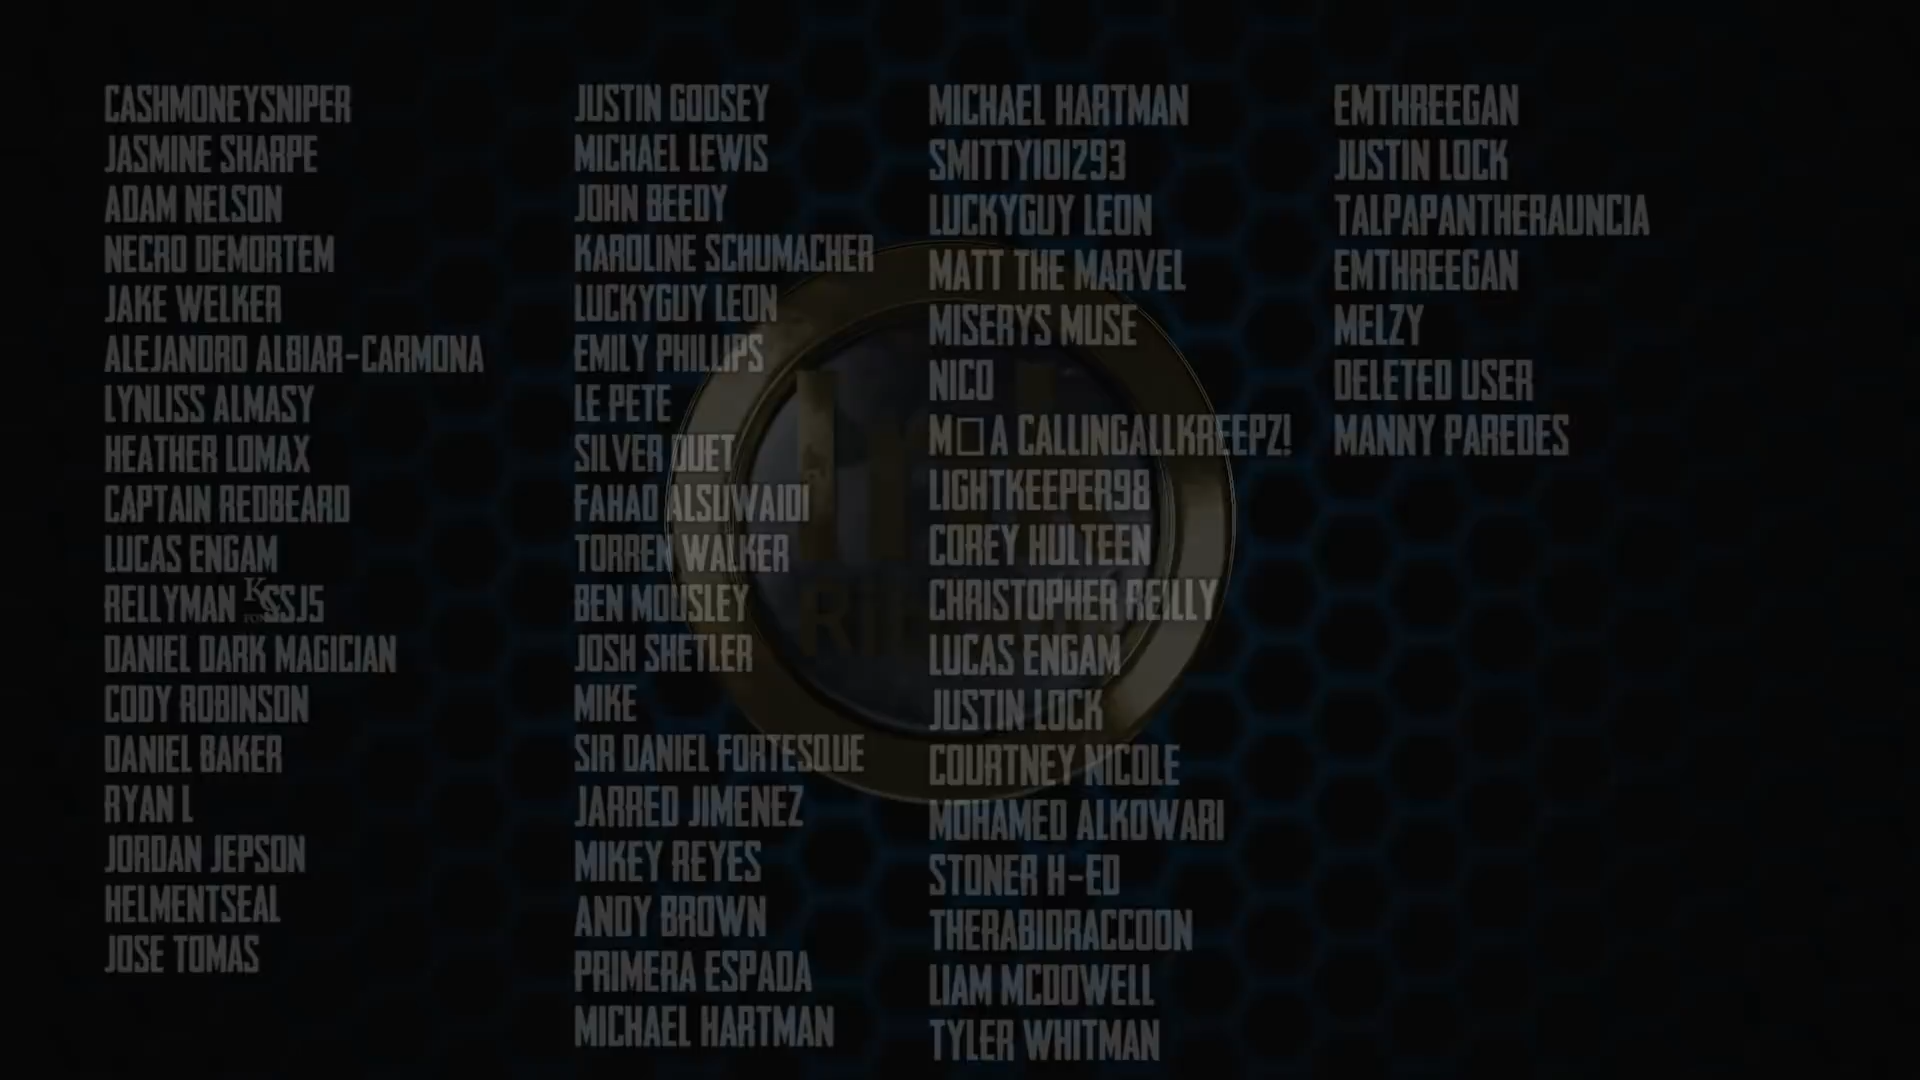 CASHMONEYSNIPER
JASMINE SHARPE
ADAM NELSON
NECRO DEMORTEM
JAKE WELKER
ALEJANDRO ALBIAR-CARMONA
LYNLISS ALMASY
HEATHER LOMAX
CAPTAIN REDBEARD
LUCAS ENGAM
RELLYMAN SSJ5
DANIEL DARK MAGICIAN
CODY ROBINSON
DANIEL BAKER
RYAN L
JORDAN JEPSON
HELMENTSEAL
JOSE TOMAS
JUSTIN GODSEY
MICHAEL LEWIS
JOHN BEEDY
KAROLINE SCHUMACHER
LUCKYGUY LEON
EMILY PHILLIPS
LE PETE
SILVER DUET
FAHAD ALSUWAIDI
TORREN WALKER
BEN MOUSLEY
JOSH SHETLER
MIKE
SIR DANIEL FORTESQUE
JARRED JIMENEZ
MIKEY REYES
ANDY BROWN
PRIMERA ESPADA
MICHAEL HARTMAN
MICHAEL HARTMAN
SMITTY101293
LUCKYGUY LEON
MATT THE MARVEL
MISERYS MUSE
NICO
M□A CALLINGALLKREEPZ!
LIGHTKEEPER98
COREY HULTEEN
CHRISTOPHER REILLY
LUCAS ENGAM
JUSTIN LOCK
COURTNEY NICOLE
MOHAMED ALKOWARI
STONER H-ED
THERABIDRACCOON
LIAM MCDOWELL
TYLER WHITMAN
EMTHREEGAN
JUSTIN LOCK
TALPAPANTHERAUNCIA
EMTHREEGAN
MELZY
DELETED USER
MANNY PAREDES